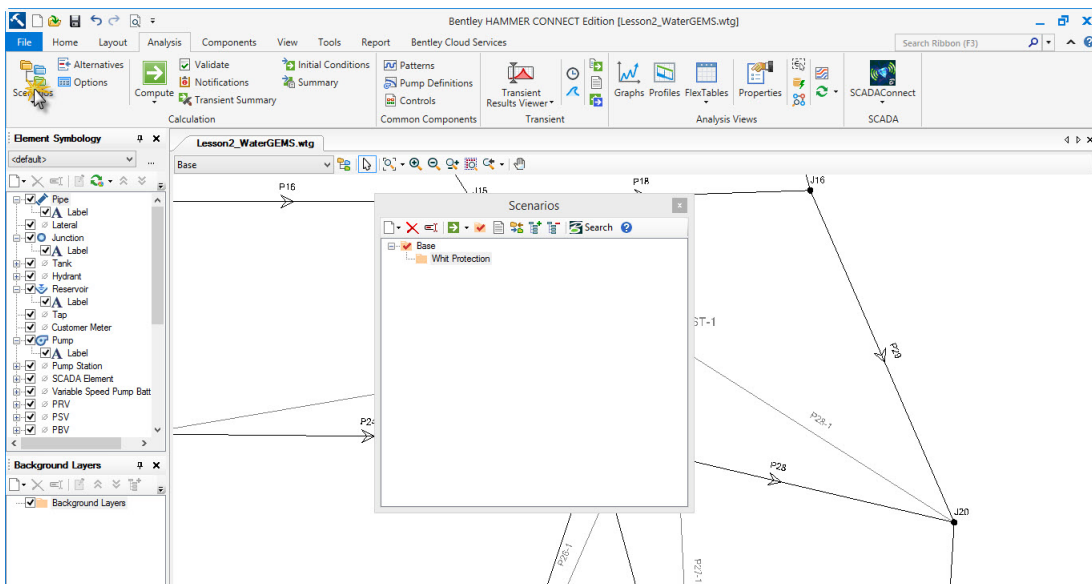 Bentley HAMMER CONNECT Edition [Lesson2_WaterGEMS.wtg]
File Home Layout Analysis Components View Tools Report Bentley Cloud Services Search Ribbon (F3)
Scenarios
Alternatives
Options
Compute
Validate
Notifications
Transient Summary
Initial Conditions
Summary
Calculation
Patterns
Pump Definitions
Controls
Common Components
Transient
Results Viewer
Transient
Graphs Profiles FlexTables Properties
Analysis Views
SCADAConnect
SCADA
Element Symbology
<default>
...
Pipe
Label
Lateral
Junction
Label
Tank
Hydrant
Reservoir
Label
Tap
Customer Meter
Pump
Label
Pump Station
SCADA Element
Variable Speed Pump Batt
PRV
PSV
PBV
Background Layers
Background Layers
Lesson2_WaterGEMS.wtg
Base
P16
J15
P18
J16
Scenarios
Search
Base
Whit Protection
ST-1
P29
P28-1
P28
J20
P26-1
P27-1